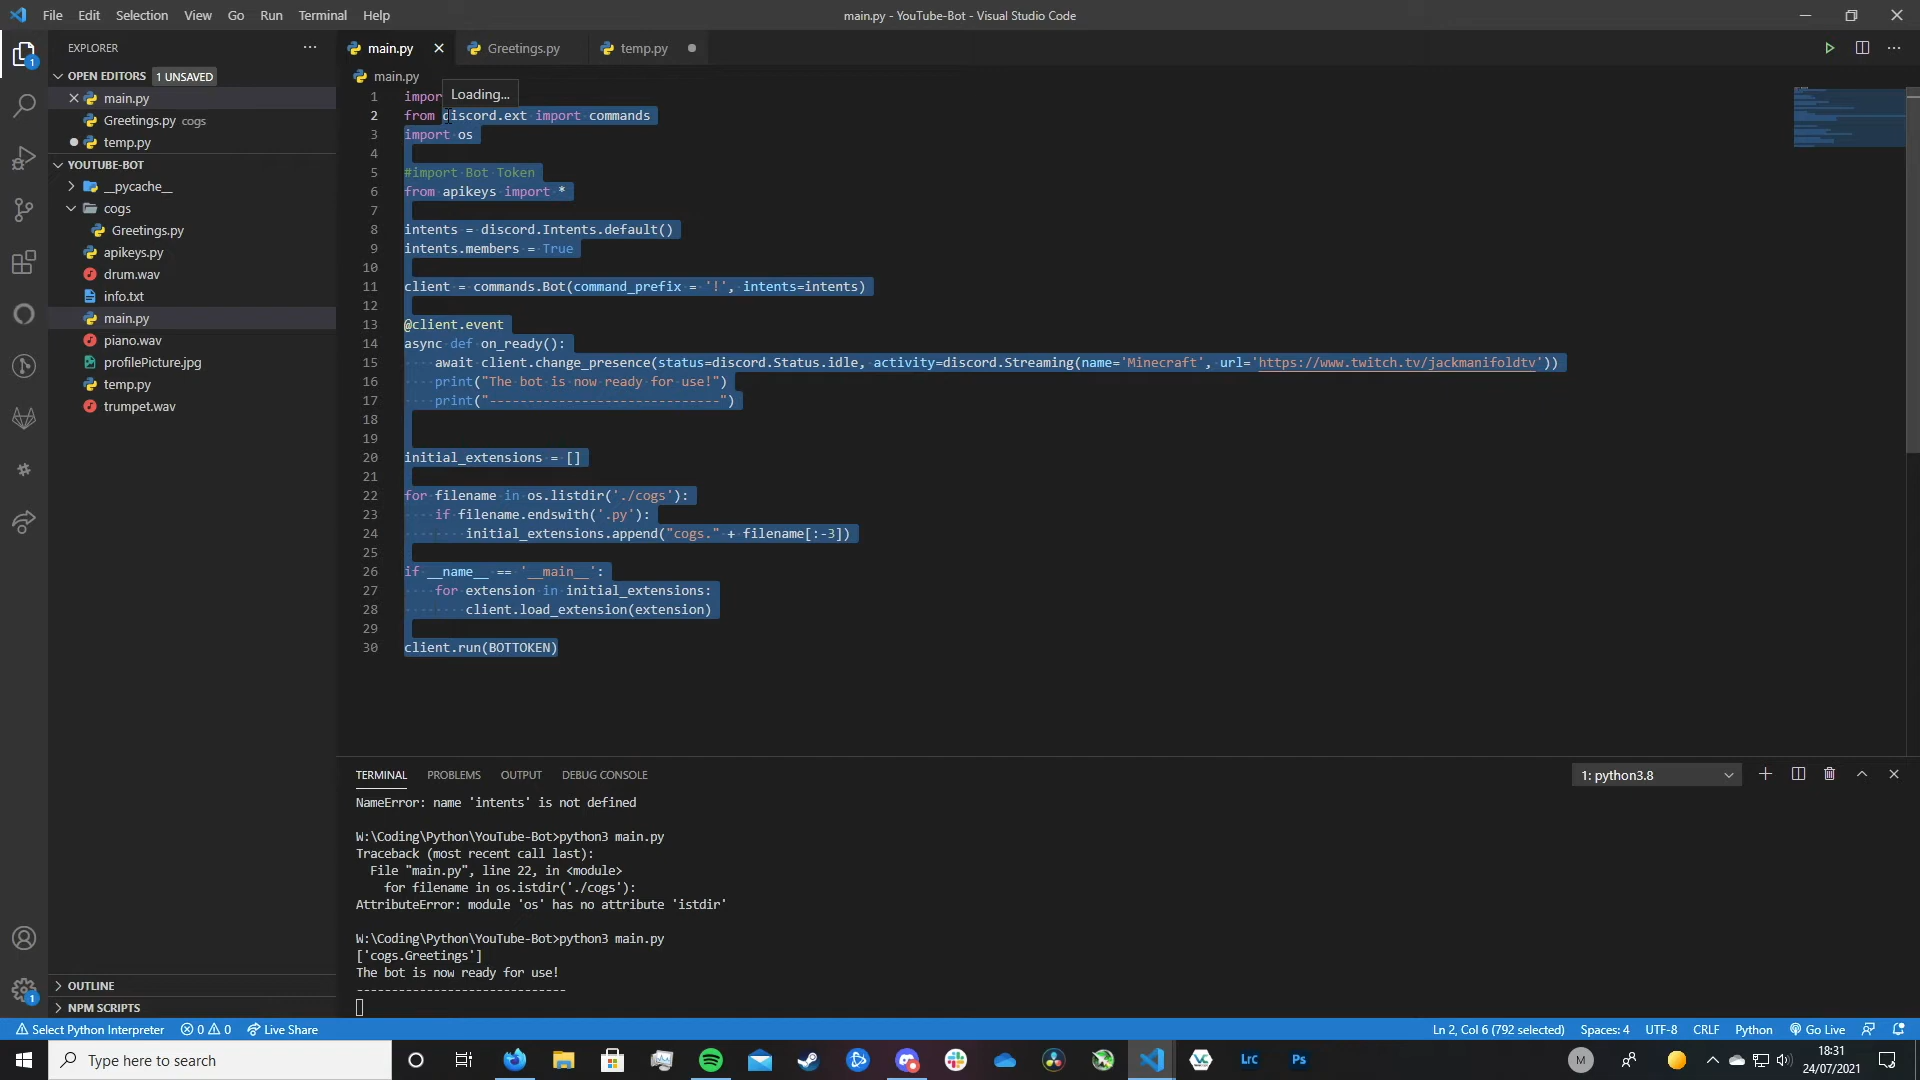 File Edit Selection View Go Run Terminal Help
main.py - YouTube-Bot - Visual Studio Code
EXPLORER
OPEN EDITORS 1 UNSAVED
main.py
Greetings.py cogs
temp.py
YOUTUBE-BOT
__pycache__
cogs
Greetings.py
apikeys.py
drum.wav
info.txt
main.py
piano.wav
profilePicture.jpg
temp.py
trumpet.wav
OUTLINE
NPM SCRIPTS
main.py Greetings.py temp.py
main.py
Loading...
1 impor
2 from discord.ext import commands
3 import os
4
5 #import Bot Token
6 from apikeys import *
7
8 intents = discord.Intents.default()
9 intents.members = True
10
11 client = commands.Bot(command_prefix = '!', intents=intents)
12
13 @client.event
14 async def on_ready():
15 await client.change_presence(status=discord.Status.idle, activity=discord.Streaming(name='Minecraft', url='https://www.twitch.tv/jackmanifoldtv'))
16 print("The bot is now ready for use!")
17 print("------------------------------")
18
19
20 initial_extensions = []
21
22 for filename in os.listdir('./cogs'):
23 if filename.endswith('.py'):
24 initial_extensions.append("cogs." + filename[:-3])
25
26 if __name__ == '__main__':
27 for extension in initial_extensions:
28 client.load_extension(extension)
29
30 client.run(BOTTOKEN)
TERMINAL PROBLEMS OUTPUT DEBUG CONSOLE
1: python3.8
NameError: name 'intents' is not defined
W:\Coding\Python\YouTube-Bot>python3 main.py
Traceback (most recent call last):
File "main.py", line 22, in <module>
for filename in os.istdir('./cogs'):
AttributeError: module 'os' has no attribute 'istdir'
W:\Coding\Python\YouTube-Bot>python3 main.py
['cogs.Greetings']
The bot is now ready for use!
------------------------------
1
1
Select Python Interpreter 0 0 Live Share
Ln 2, Col 6 (792 selected) Spaces: 4 UTF-8 CRLF Python Go Live
Type here to search
VC
Lrc
Ps
M
18:31
24/07/2021